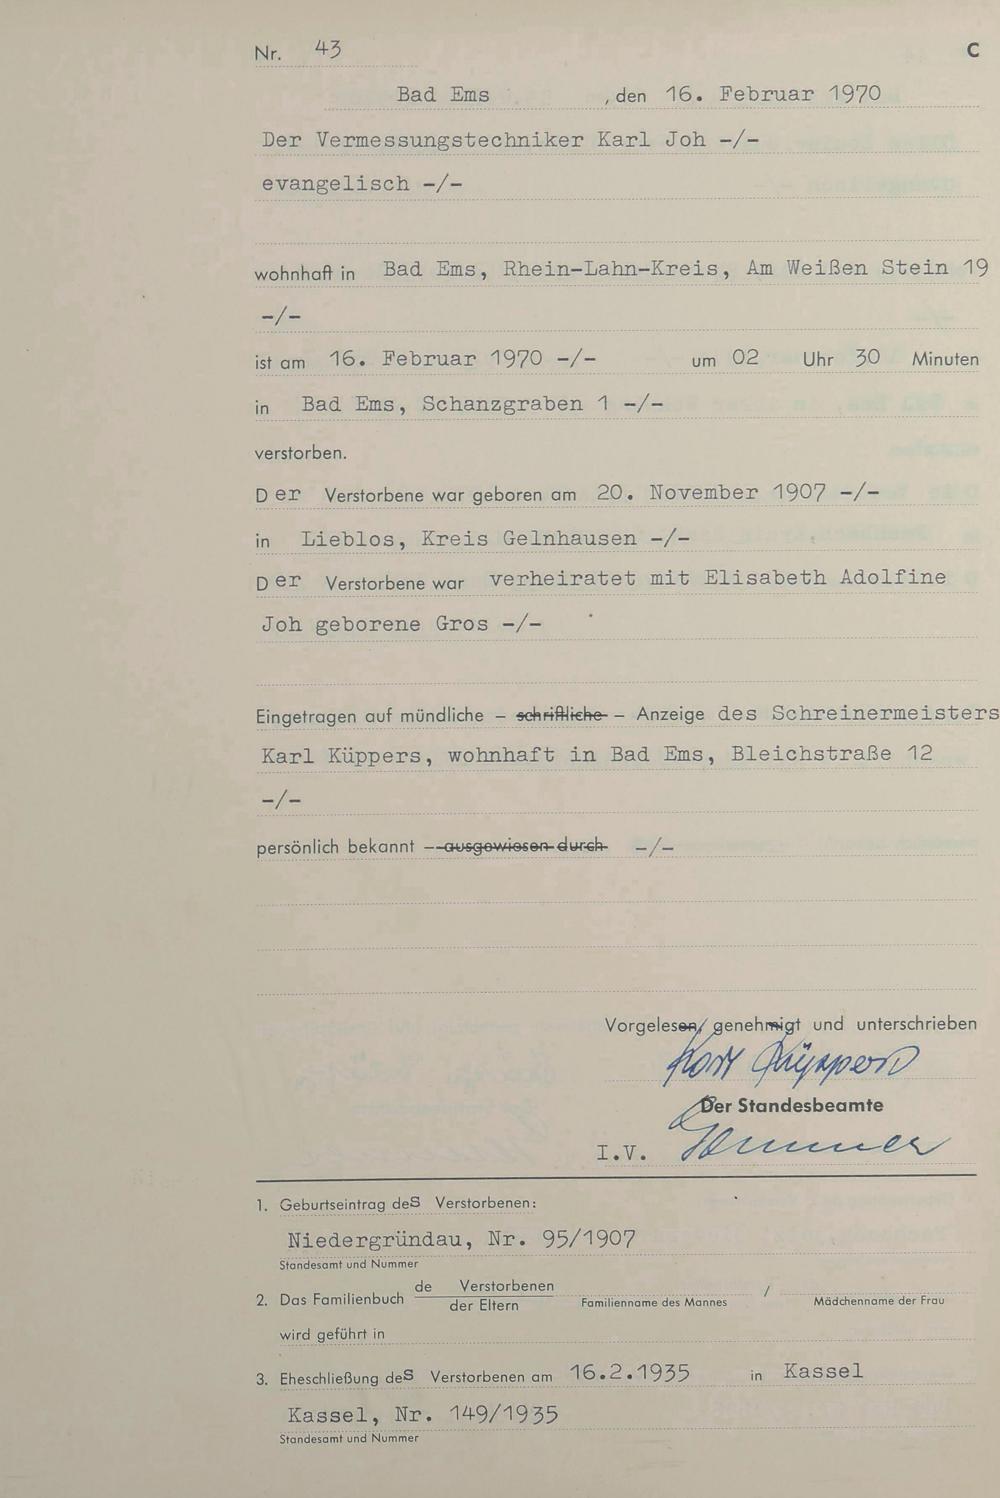 Nr. 43 C
Bad Ems , den 16. Februar 1970
Der Vermessungstechniker Karl Joh -/-
evangelisch -/-
wohnhaft in Bad Ems, Rhein-Lahn-Kreis, Am Weißen Stein 19
-/-
ist am 16. Februar 1970 -/- um 02 Uhr 30 Minuten
in Bad Ems, Schanzgraben 1 -/-
verstorben.
Der Verstorbene war geboren am 20. November 1907 -/-
in Lieblos, Kreis Gelnhausen -/-
Der Verstorbene war verheiratet mit Elisabeth Adolfine
Joh geborene Gros -/-
Eingetragen auf mündliche – schriftliche – Anzeige des Schreinermeisters
Karl Küppers, wohnhaft in Bad Ems, Bleichstraße 12
-/-
persönlich bekannt – ausgewiesen durch -/-
Vorgelesen, genehmigt und unterschrieben
Karl Küppers
Der Standesbeamte
I.V.
1. Geburtseintrag des Verstorbenen:
Niedergründau, Nr. 95/1907
Standesamt und Nummer
2. Das Familienbuch de Verstorbenen / der Eltern Familienname des Mannes / Mädchenname der Frau
wird geführt in
3. Eheschließung des Verstorbenen am 16.2.1935 in Kassel
Kassel, Nr. 149/1935
Standesamt und Nummer